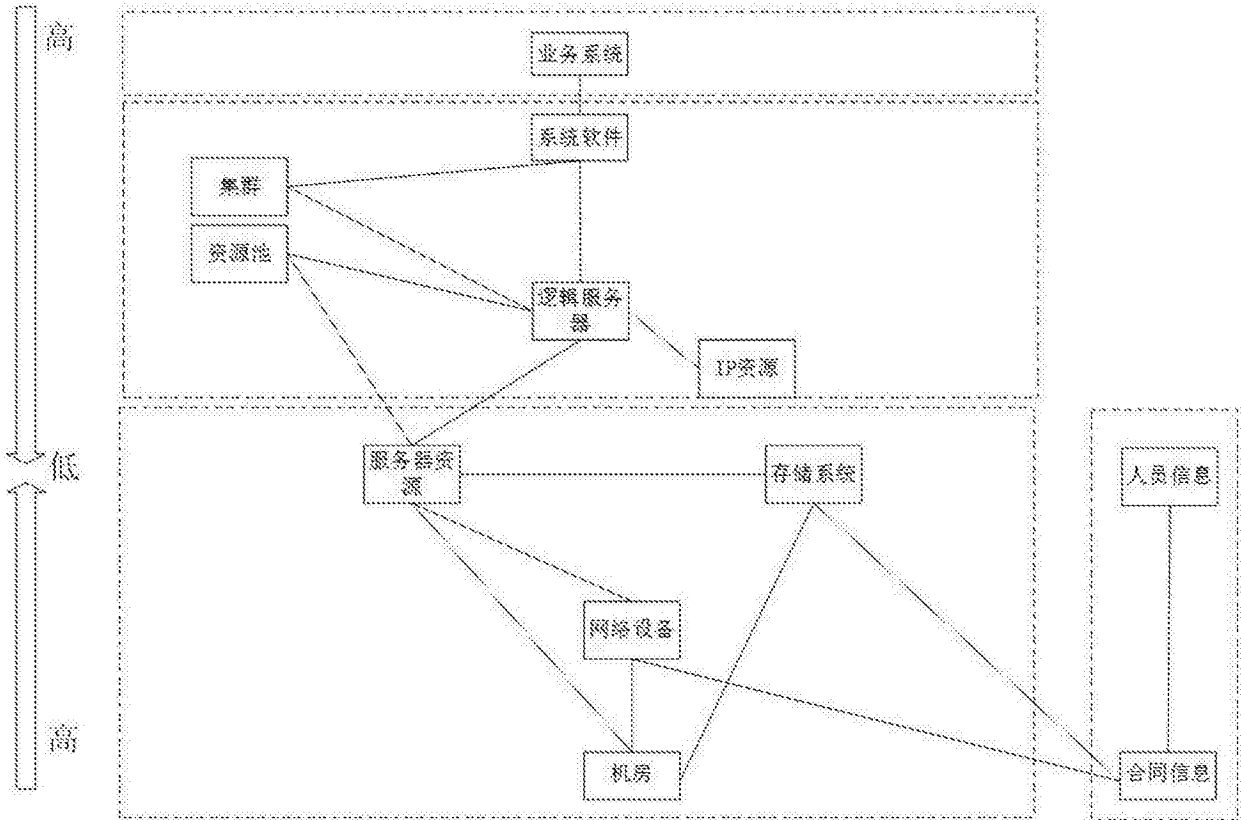 高
业务系统
系统软件
集群
资源池
逻辑服务
器
IP资源
低
服务器资
源
存储系统
人员信息
网络设备
高
机房
合同信息